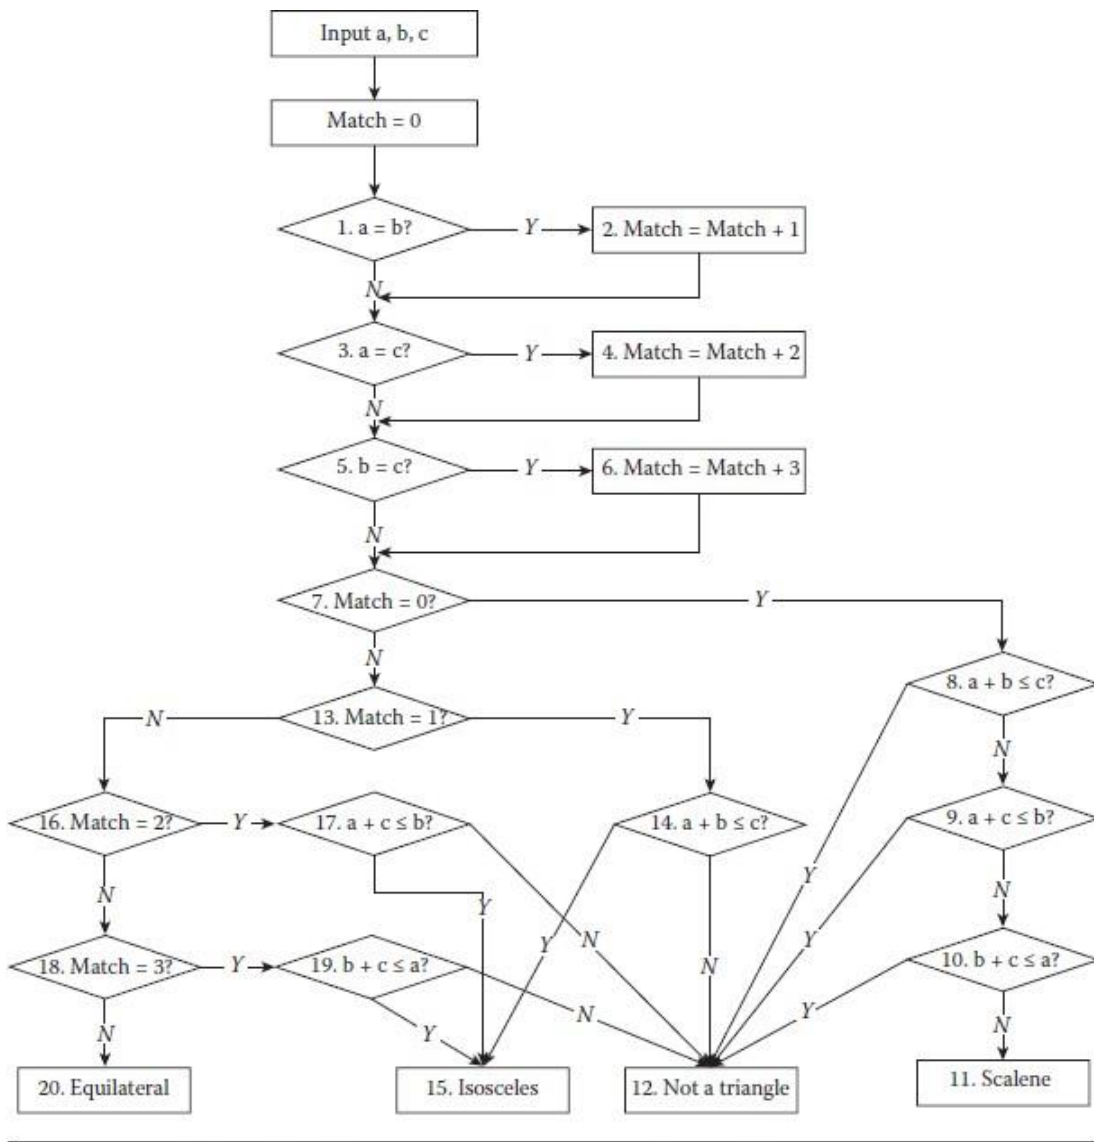 Input a, b, c
Match = 0
1. a = b?
Y
2. Match = Match + 1
N
3. a = c?
Y
4. Match = Match + 2
N
5. b = c?
Y
6. Match = Match + 3
N
7. Match = 0?
Y
N
8. a + b ≤ c?
N
13. Match = 1?
Y
N
16. Match = 2?
Y
17. a + c ≤ b?
14. a + b ≤ c?
9. a + c ≤ b?
Y
N
Y
N
Y
N
Y
18. Match = 3?
Y
19. b + c ≤ a?
N
10. b + c ≤ a?
N
Y
N
Y
N
20. Equilateral
15. Isosceles
12. Not a triangle
11. Scalene